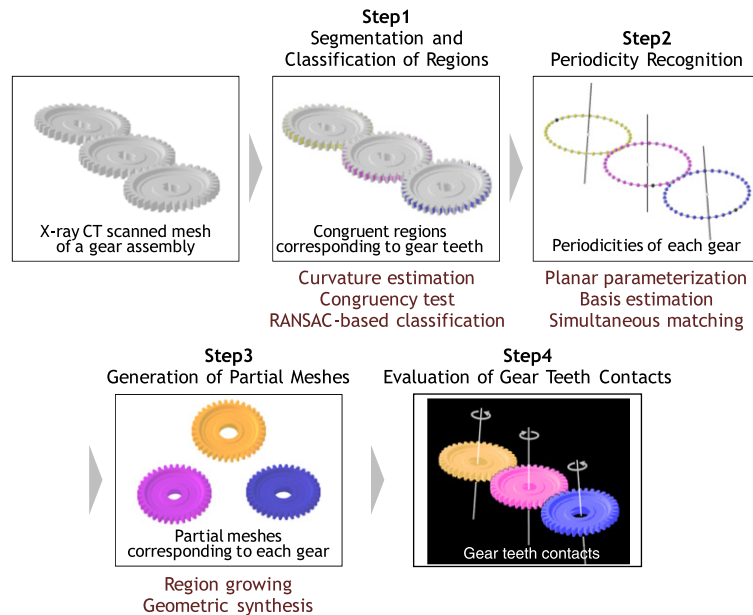 Step1
Segmentation and
Classification of Regions
Step2
Periodicity Recognition
X-ray CT scanned mesh
of a gear assembly
Congruent regions
corresponding to gear teeth
Periodicities of each gear
Curvature estimation
Congruency test
RANSAC-based classification
Planar parameterization
Basis estimation
Simultaneous matching
Step3
Generation of Partial Meshes
Step4
Evaluation of Gear Teeth Contacts
Partial meshes
corresponding to each gear
Gear teeth contacts
Region growing
Geometric synthesis